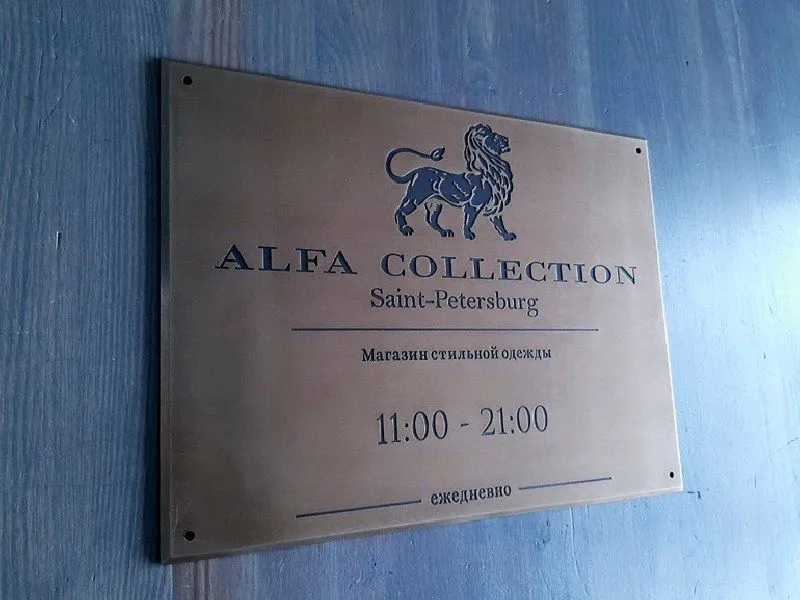 ALFA COLLECTION
Saint-Petersburg
Магазин стильной одежды
11:00 - 21:00
ежедневно